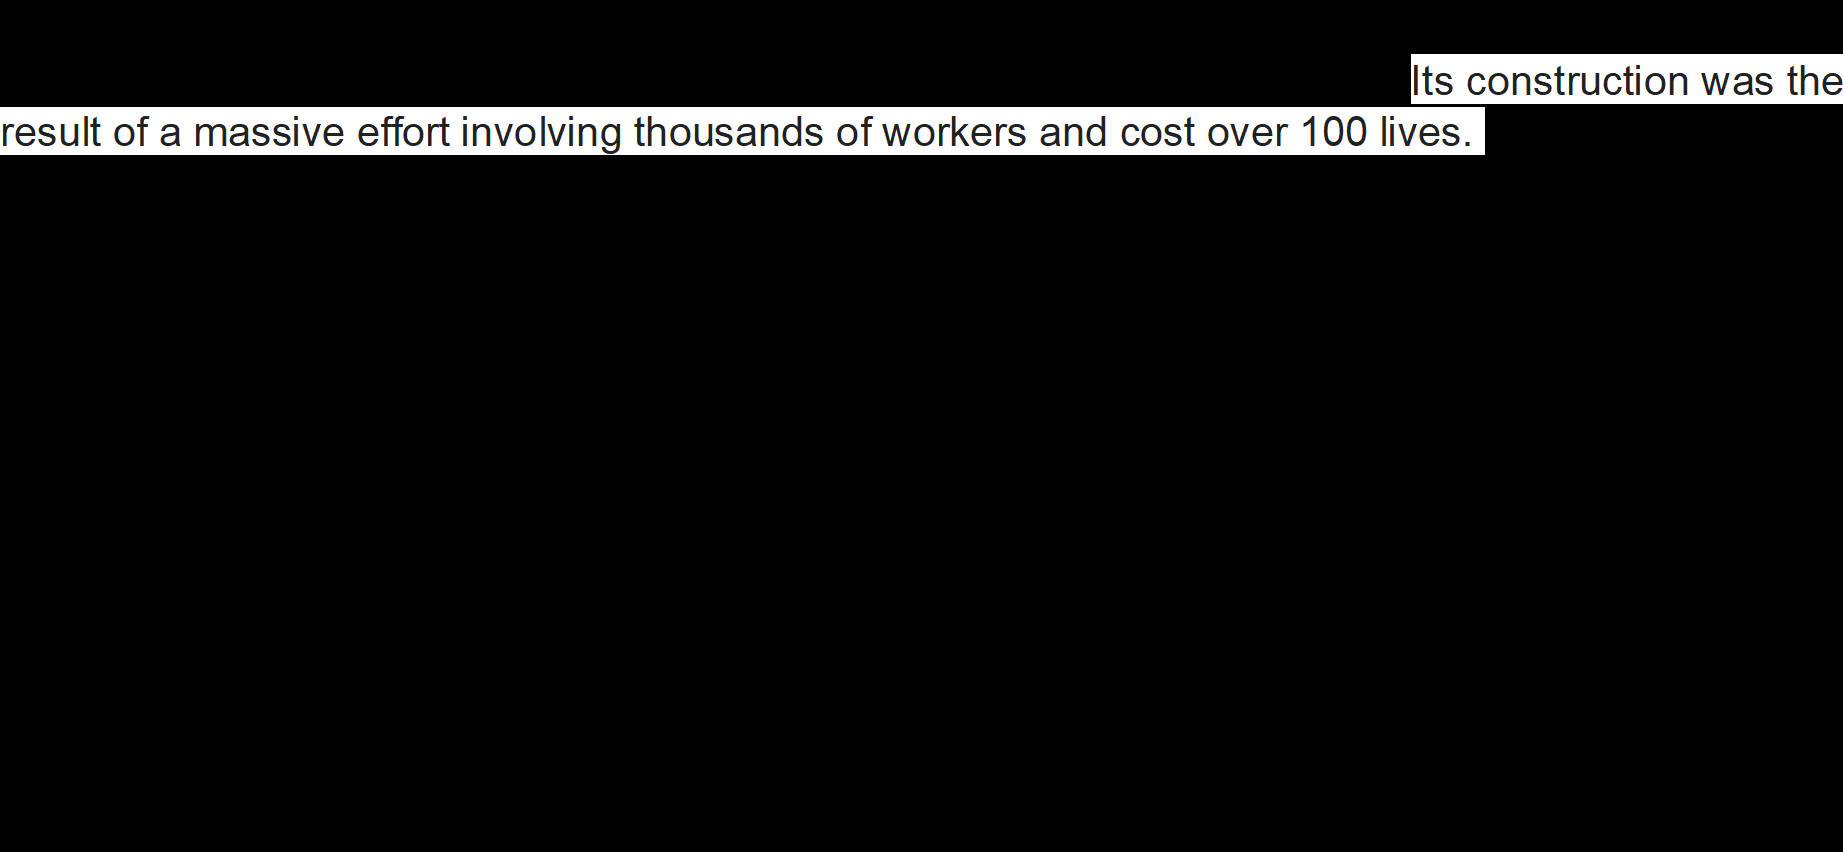 Its construction was the
result of a massive effort involving thousands of workers and cost over 100 lives.